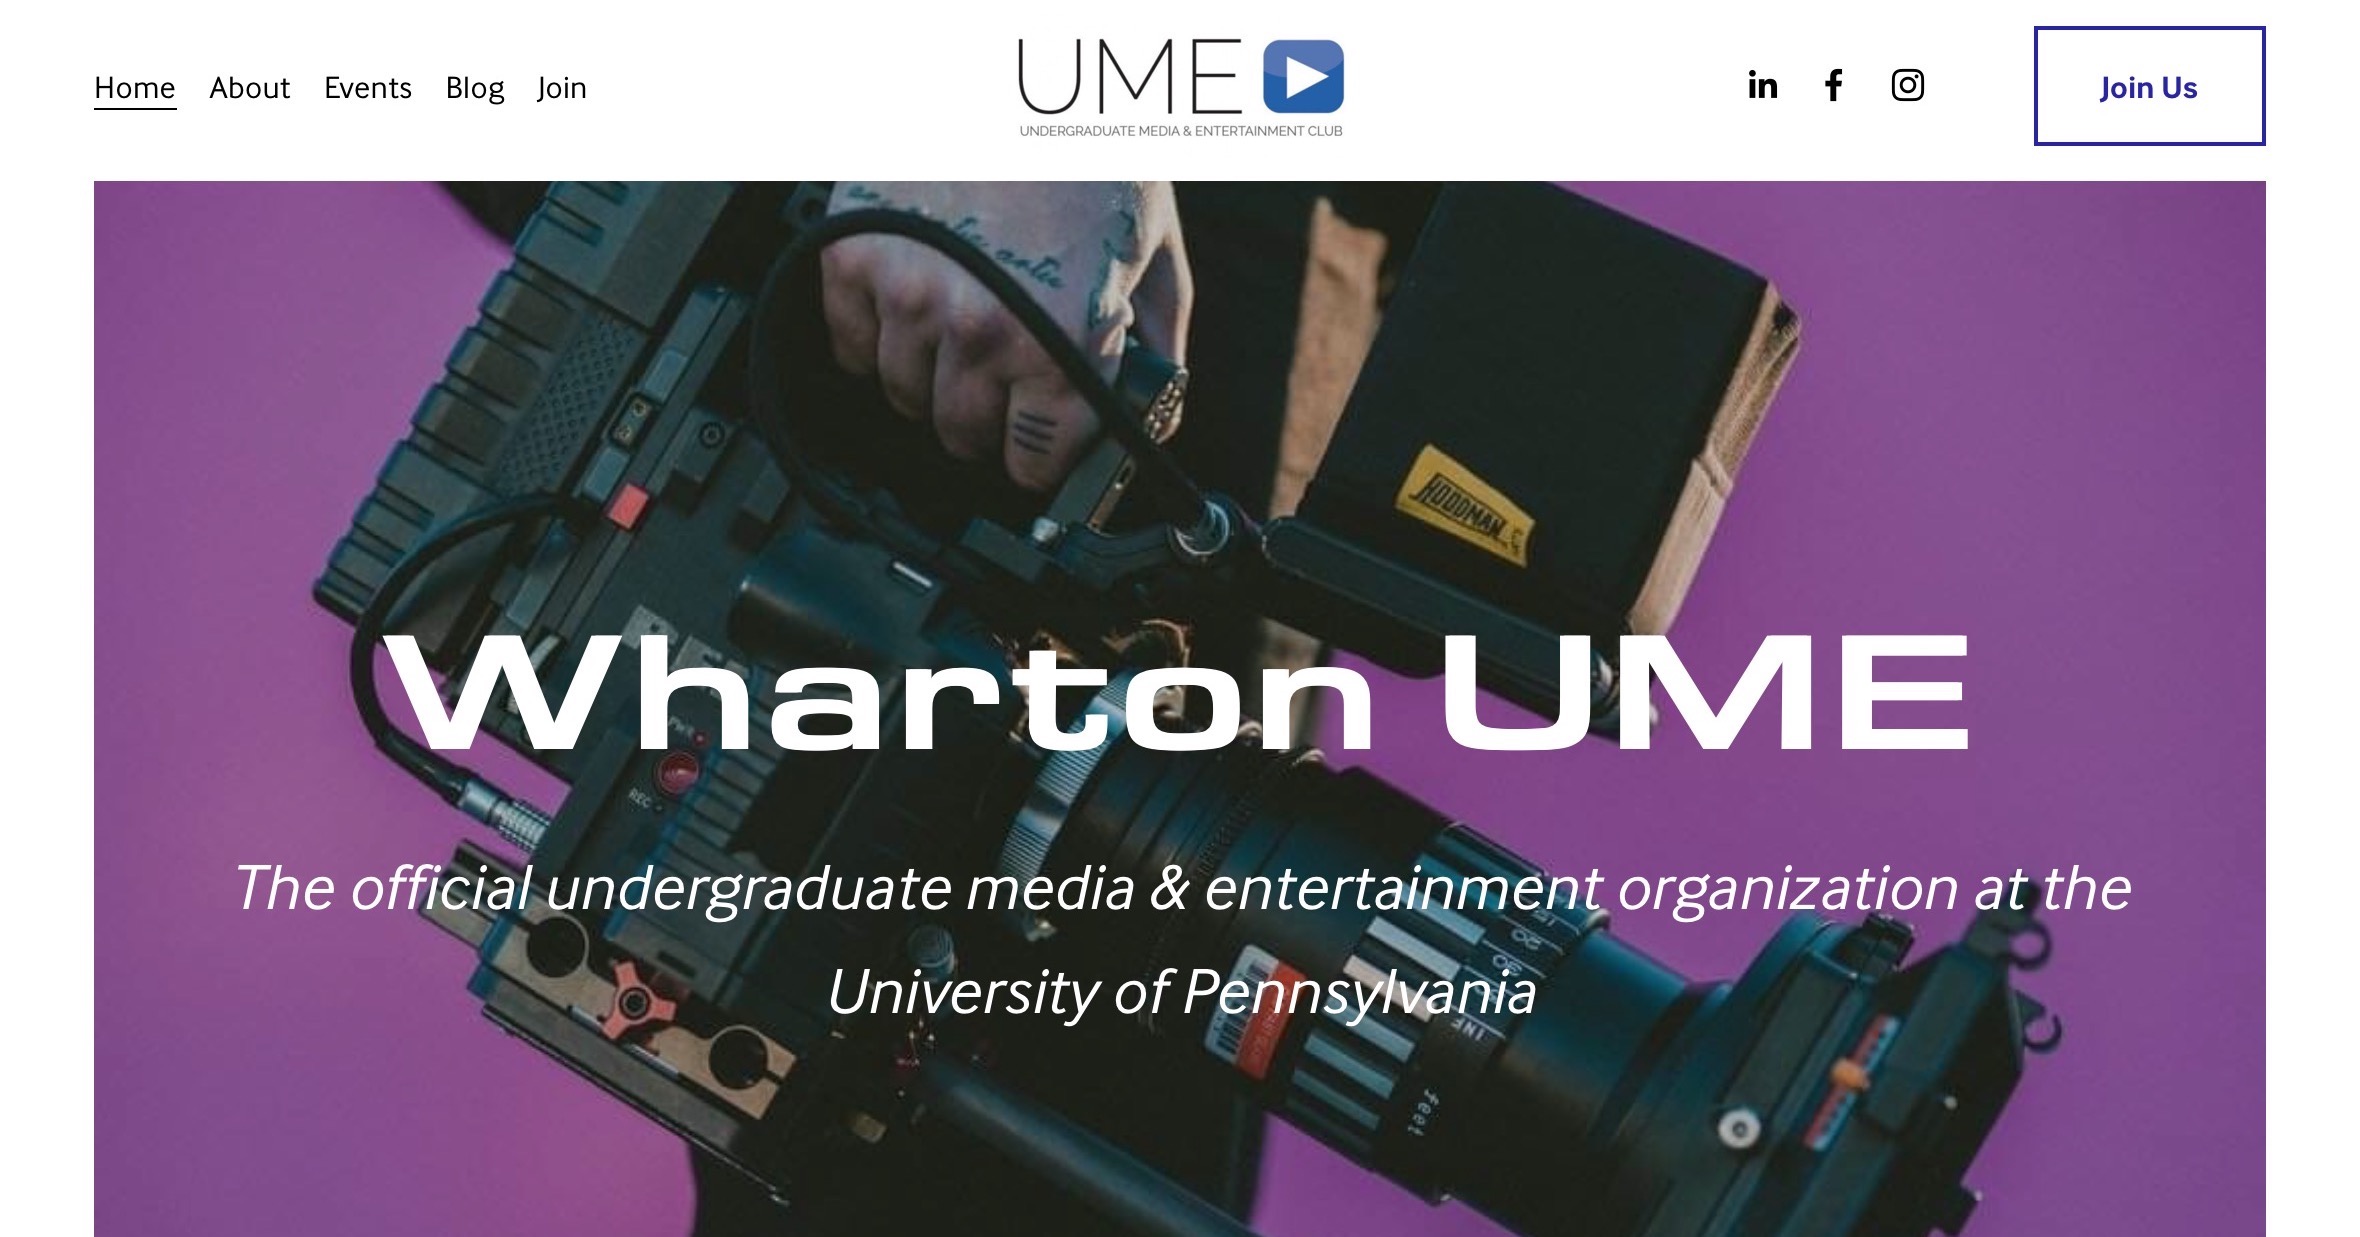 Home About Events Blog Join
UME
UNDERGRADUATE MEDIA & ENTERTAINMENT CLUB
in f
Join Us
HOODMAN
Wharton UME
REC
The official undergraduate media & entertainment organization at the
University of Pennsylvania
INF
feet